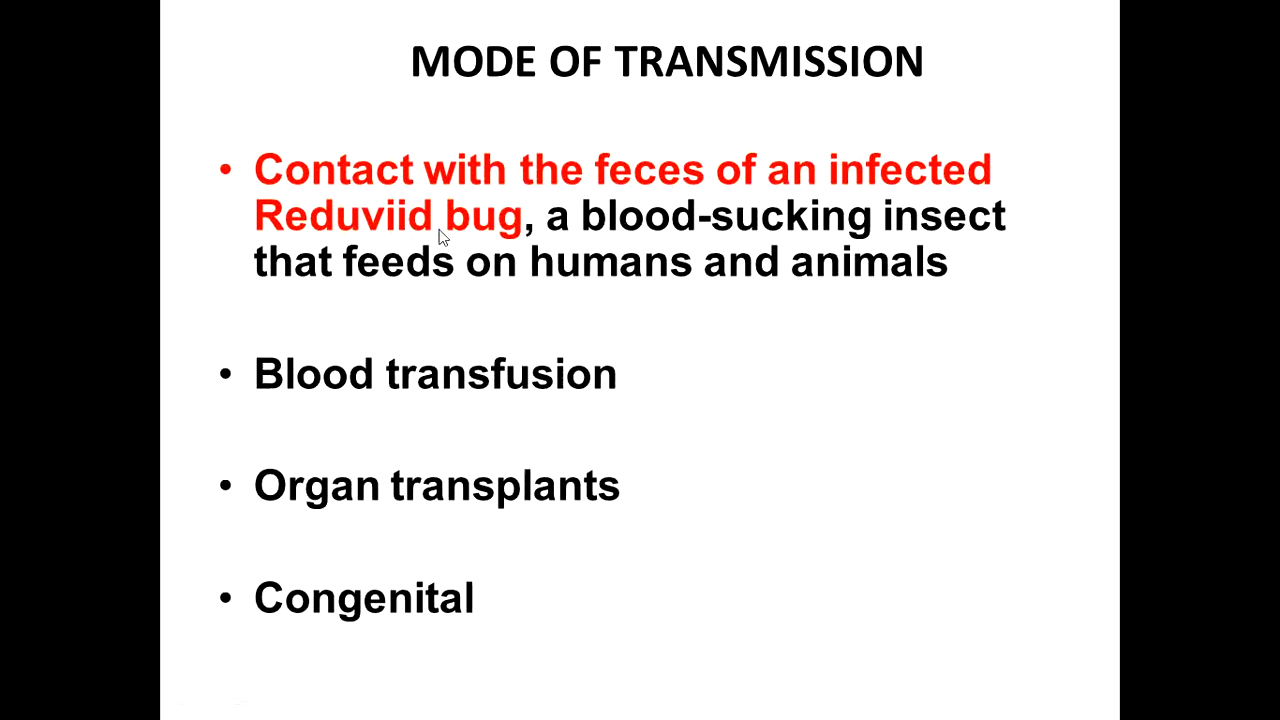 MODE OF TRANSMISSION
• Contact with the feces of an infected
Reduviid bug, a blood-sucking insect
that feeds on humans and animals
• Blood transfusion
• Organ transplants
• Congenital